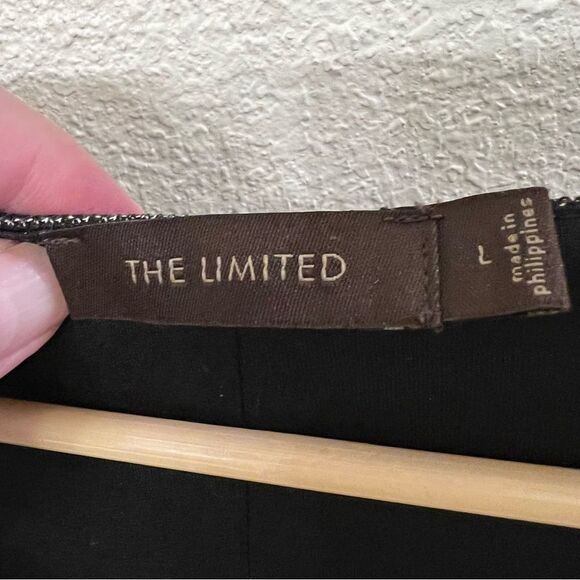 THE LIMITED
L
made in
philippines